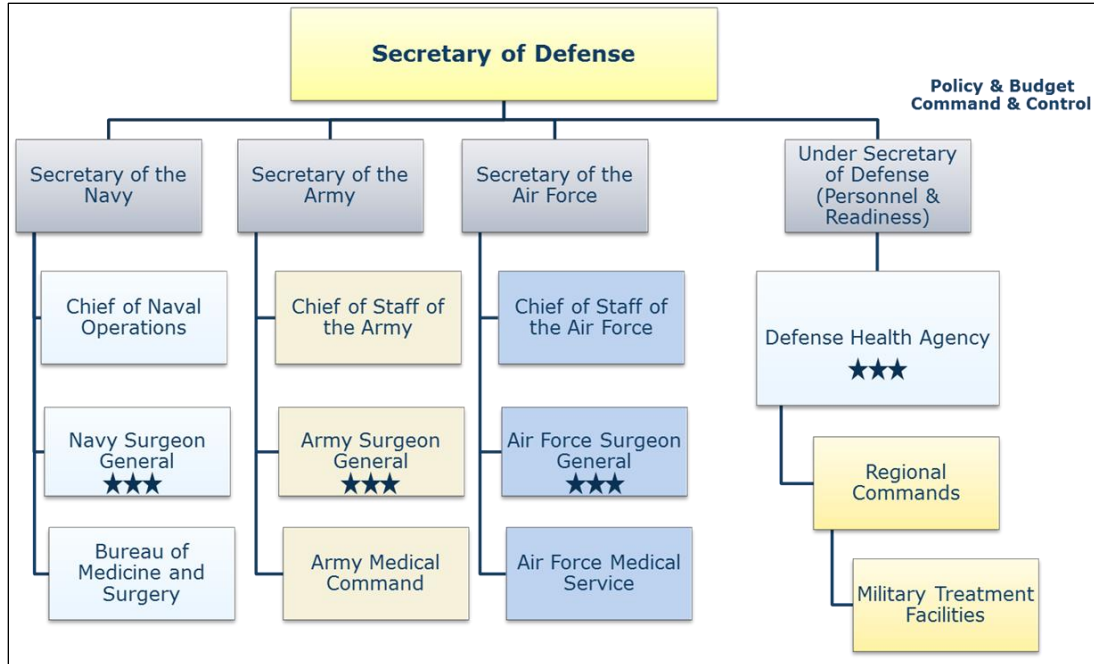 Secretary of Defense
Policy & Budget
Command & Control
Secretary of the
Navy
Secretary of the
Army
Secretary of the
Air Force
Under Secretary
of Defense
(Personnel &
Readiness)
Chief of Naval
Operations
Chief of Staff of
the Army
Chief of Staff of
the Air Force
Defense Health Agency
★★★
Navy Surgeon
General
★★★
Army Surgeon
General
★★★
Air Force Surgeon
General
★★★
Regional
Commands
Bureau of
Medicine and
Surgery
Army Medical
Command
Air Force Medical
Service
Military Treatment
Facilities